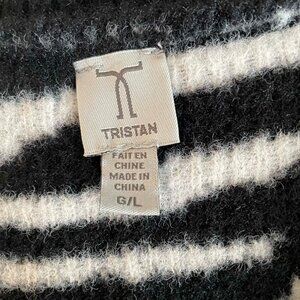 TRISTAN
FAIT EN
CHINE
MADE IN
CHINA
G/L